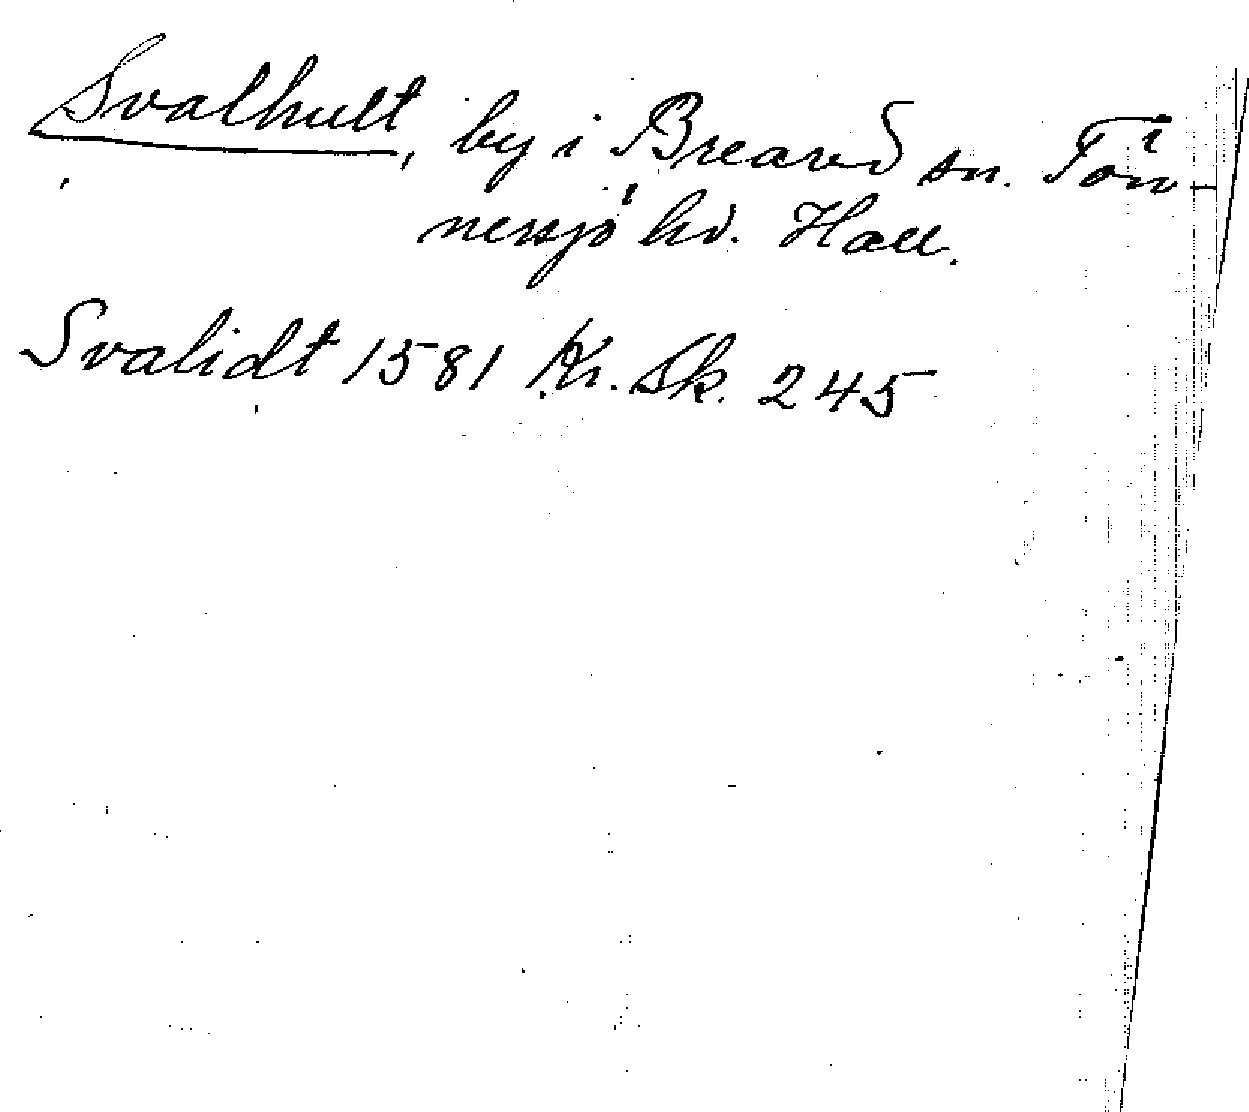 Svalhult, by i Breared sn. Tön-
nersjö hd. Hall.
Svalidt 1581 Kr. Sk. 245